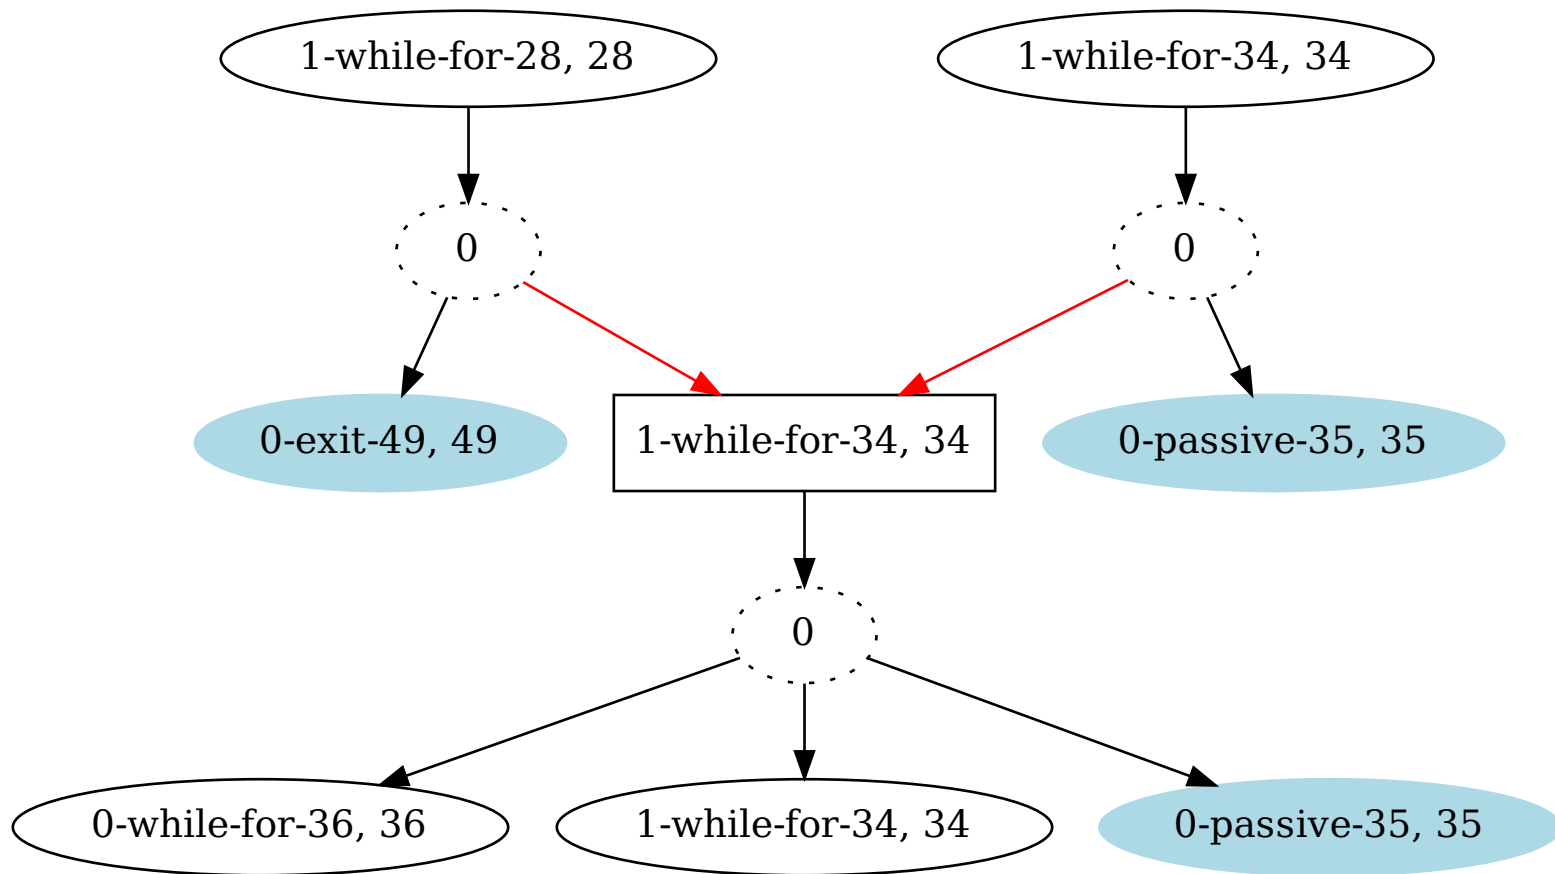 1-while-for-28, 28
1-while-for-34, 34
0
0
0-exit-49, 49
1-while-for-34, 34
0-passive-35, 35
0
0-while-for-36, 36
1-while-for-34, 34
0-passive-35, 35